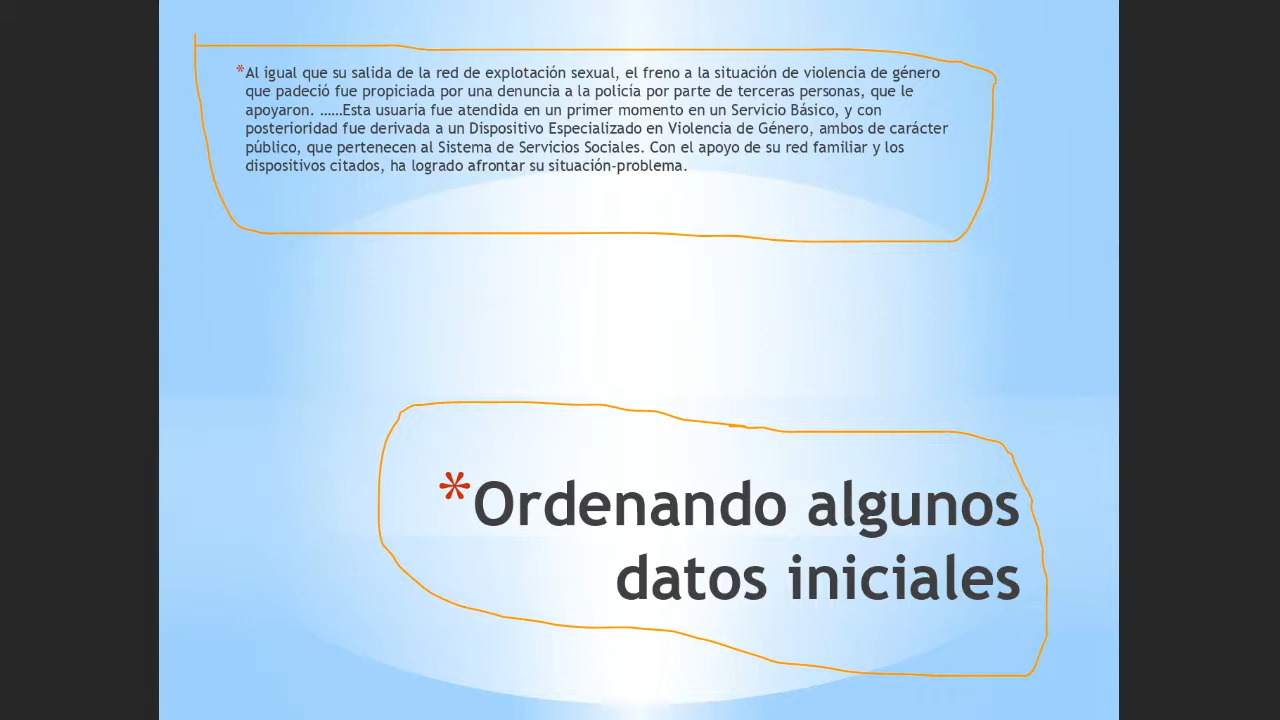 *Al igual que su salida de la red de explotación sexual, el freno a la situación de violencia de género
que padeció fue propiciada por una denuncia a la policía por parte de terceras personas, que le
apoyaron. ……Esta usuaria fue atendida en un primer momento en un Servicio Básico, y con
posterioridad fue derivada a un Dispositivo Especializado en Violencia de Género, ambos de carácter
público, que pertenecen al Sistema de Servicios Sociales. Con el apoyo de su red familiar y los
dispositivos citados, ha logrado afrontar su situación-problema.
*Ordenando algunos
datos iniciales